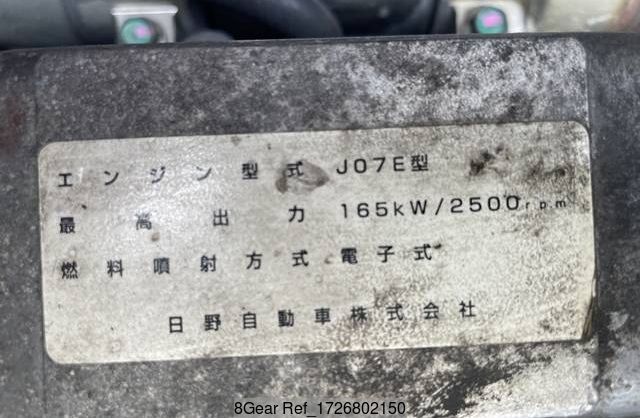 エンジン型式 J07E型
最高出力 165kW/2500rpm
燃料噴射方式 電子式
日野自動車株式会社
8Gear Ref_1726802150